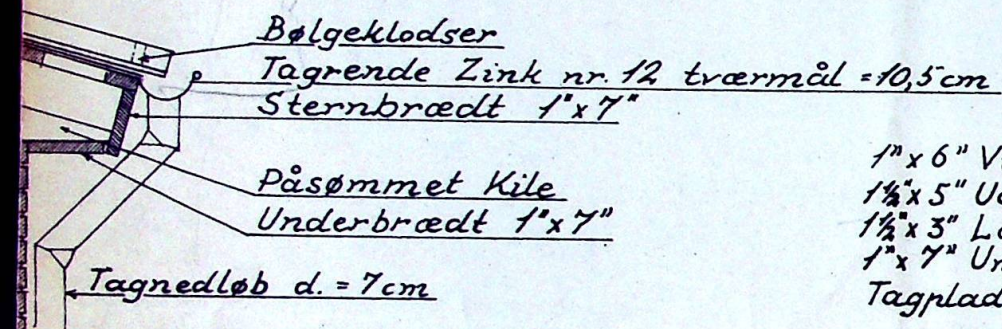 Bølgeklodser
Tagrende Zink nr. 12 tværmål = 10,5 cm
Sternbrædt 1" x 7"
Påsømmet Kile
Underbrædt 1" x 7"
Tagnedløb d. = 7 cm
1" x 6"
1½" x 5"
1½" x 3"
1" x 7"